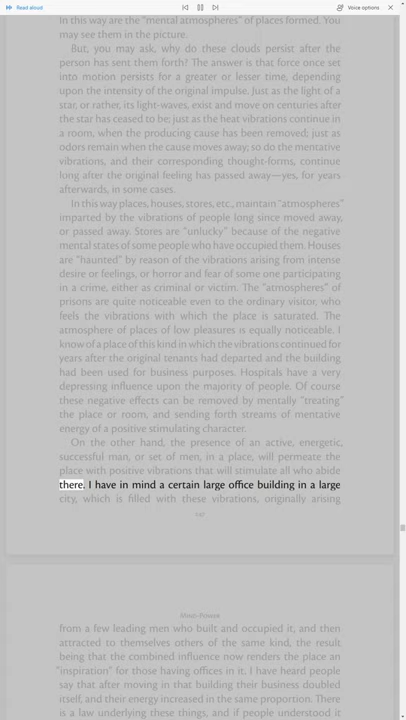 Read aloud
Voice options
In this way are the "mental atmospheres" of places formed. You
may see them in the picture.
But, you may ask, why do these clouds persist after the
person has sent them forth? The answer is that force once set
into motion persists for a greater or lesser time, depending
upon the intensity of the original impulse. Just as the light of a
star, or rather, its light-waves, exist and move on centuries after
the star has ceased to be; just as the heat vibrations continue in
a room, when the producing cause has been removed; just as
odors remain when the cause moves away; so do the mentative
vibrations, and their corresponding thought-forms, continue
long after the original feeling has passed away—yes, for years
afterwards, in some cases.
In this way places, houses, stores, etc., maintain "atmospheres"
imparted by the vibrations of people long since moved away,
or passed away. Stores are "unlucky" because of the negative
mental states of some people who have occupied them. Houses
are "haunted" by reason of the vibrations arising from intense
desire or feelings, or horror and fear of some one participating
in a crime, either as criminal or victim. The "atmospheres" of
prisons are quite noticeable even to the ordinary visitor, who
feels the vibrations with which the place is saturated. The
atmosphere of places of low pleasures is equally noticeable. I
know of a place of this kind in which the vibrations continued for
years after the original tenants had departed and the building
had been used for business purposes. Hospitals have a very
depressing influence upon the majority of people. Of course
these negative effects can be removed by mentally "treating"
the place or room, and sending forth streams of mentative
energy of a positive stimulating character.
On the other hand, the presence of an active, energetic,
successful man, or set of men, in a place, will permeate the
place with positive vibrations that will stimulate all who abide
there. I have in mind a certain large office building in a large
city, which is filled with these vibrations, originally arising
147
Mind-Power
from a few leading men who built and occupied it, and then
attracted to themselves others of the same kind, the result
being that the combined influence now renders the place an
"inspiration" for those having offices in it. I have heard people
say that after moving in that building their business doubled
itself, and their energy increased in the same proportion. There
is a law underlying these things, and if people understood it